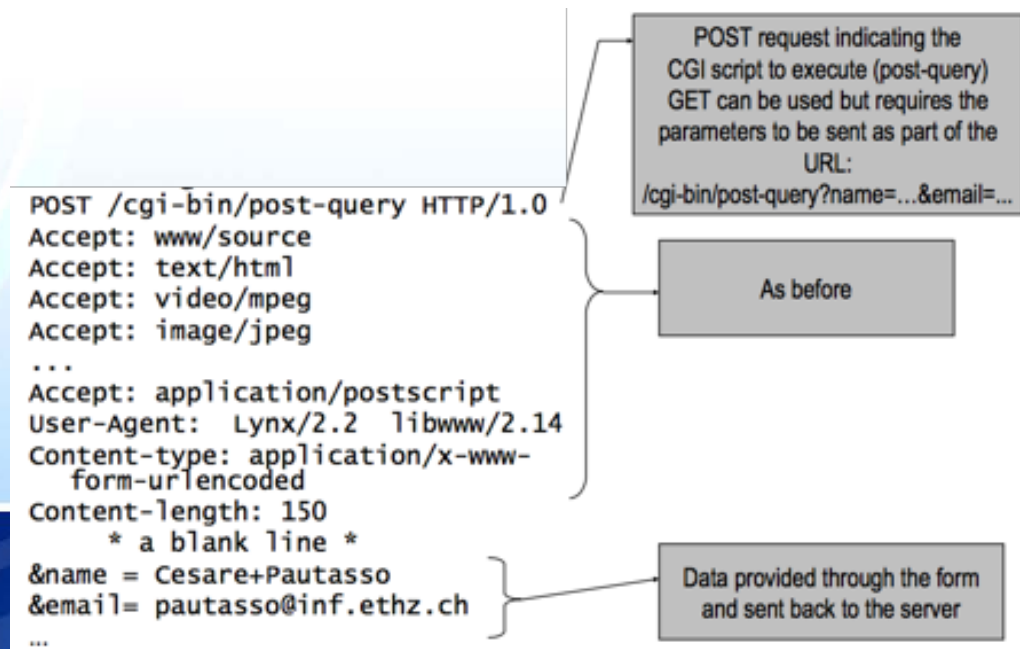 POST request indicating the
CGI script to execute (post-query)
GET can be used but requires the
parameters to be sent as part of the
URL:
/cgi-bin/post-query?name=...&email=...
POST /cgi-bin/post-query HTTP/1.0
Accept: www/source
Accept: text/html
Accept: video/mpeg
Accept: image/jpeg
...
Accept: application/postscript
User-Agent:  Lynx/2.2  libwww/2.14
Content-type: application/x-www-
form-urlencoded
Content-length: 150
* a blank line *
&name = Cesare+Pautasso
&email= pautasso@inf.ethz.ch
...
As before
Data provided through the form
and sent back to the server